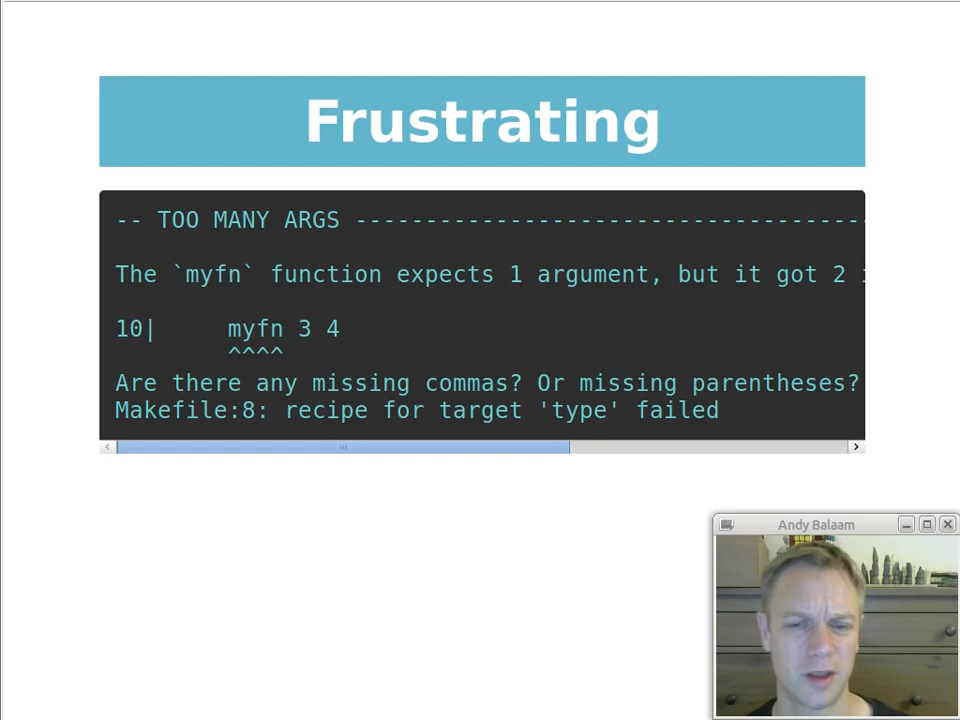 Frustrating
-- TOO MANY ARGS ------------------------------------
The `myfn` function expects 1 argument, but it got 2
10|     myfn 3 4
        ^^^^
Are there any missing commas? Or missing parentheses?
Makefile:8: recipe for target 'type' failed
Andy Balaam